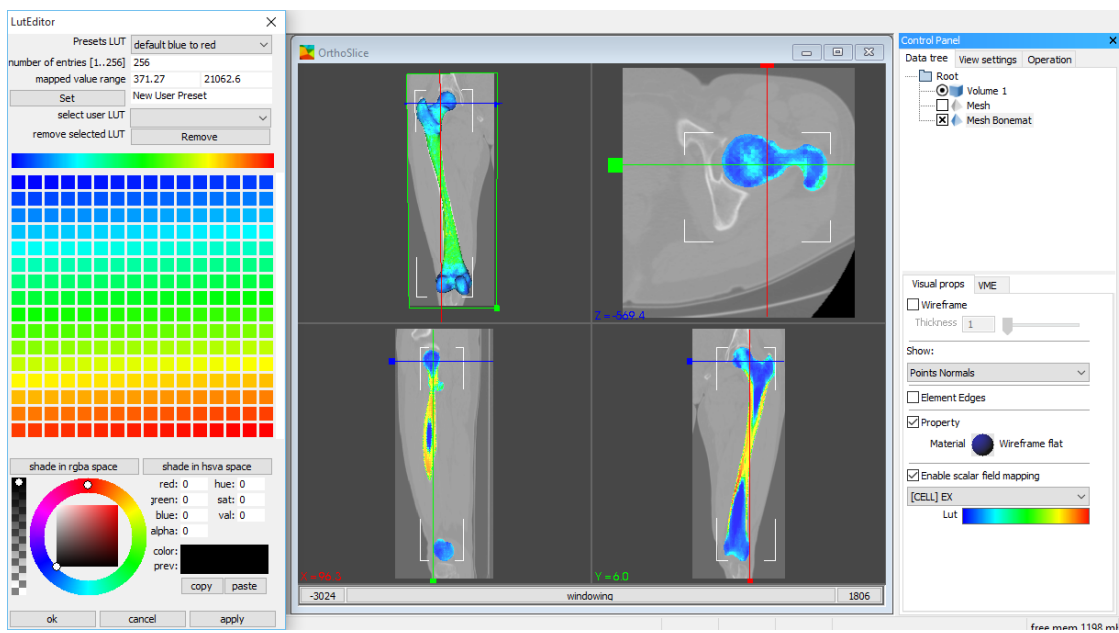 LutEditor
Presets LUT default blue to red
number of entries [1..256] 256
mapped value range 371.27 21062.6
Set New User Preset
select user LUT
remove selected LUT Remove
shade in rgba space shade in hsva space
red: 0 hue: 0
green: 0 sat: 0
blue: 0 val: 0
alpha: 0
color:
prev:
copy paste
ok cancel apply
OrthoSlice
Z = -569.4
Y = 6.0
-3024 windowing 1806
Control Panel
Data tree View settings Operation
Root
Volume 1
Mesh
Mesh Bonemat
Visual props VME
Wireframe
Thickness 1
Show:
Points Normals
Element Edges
Property
Material Wireframe flat
Enable scalar field mapping
[CELL] EX
Lut
free mem 1198 m